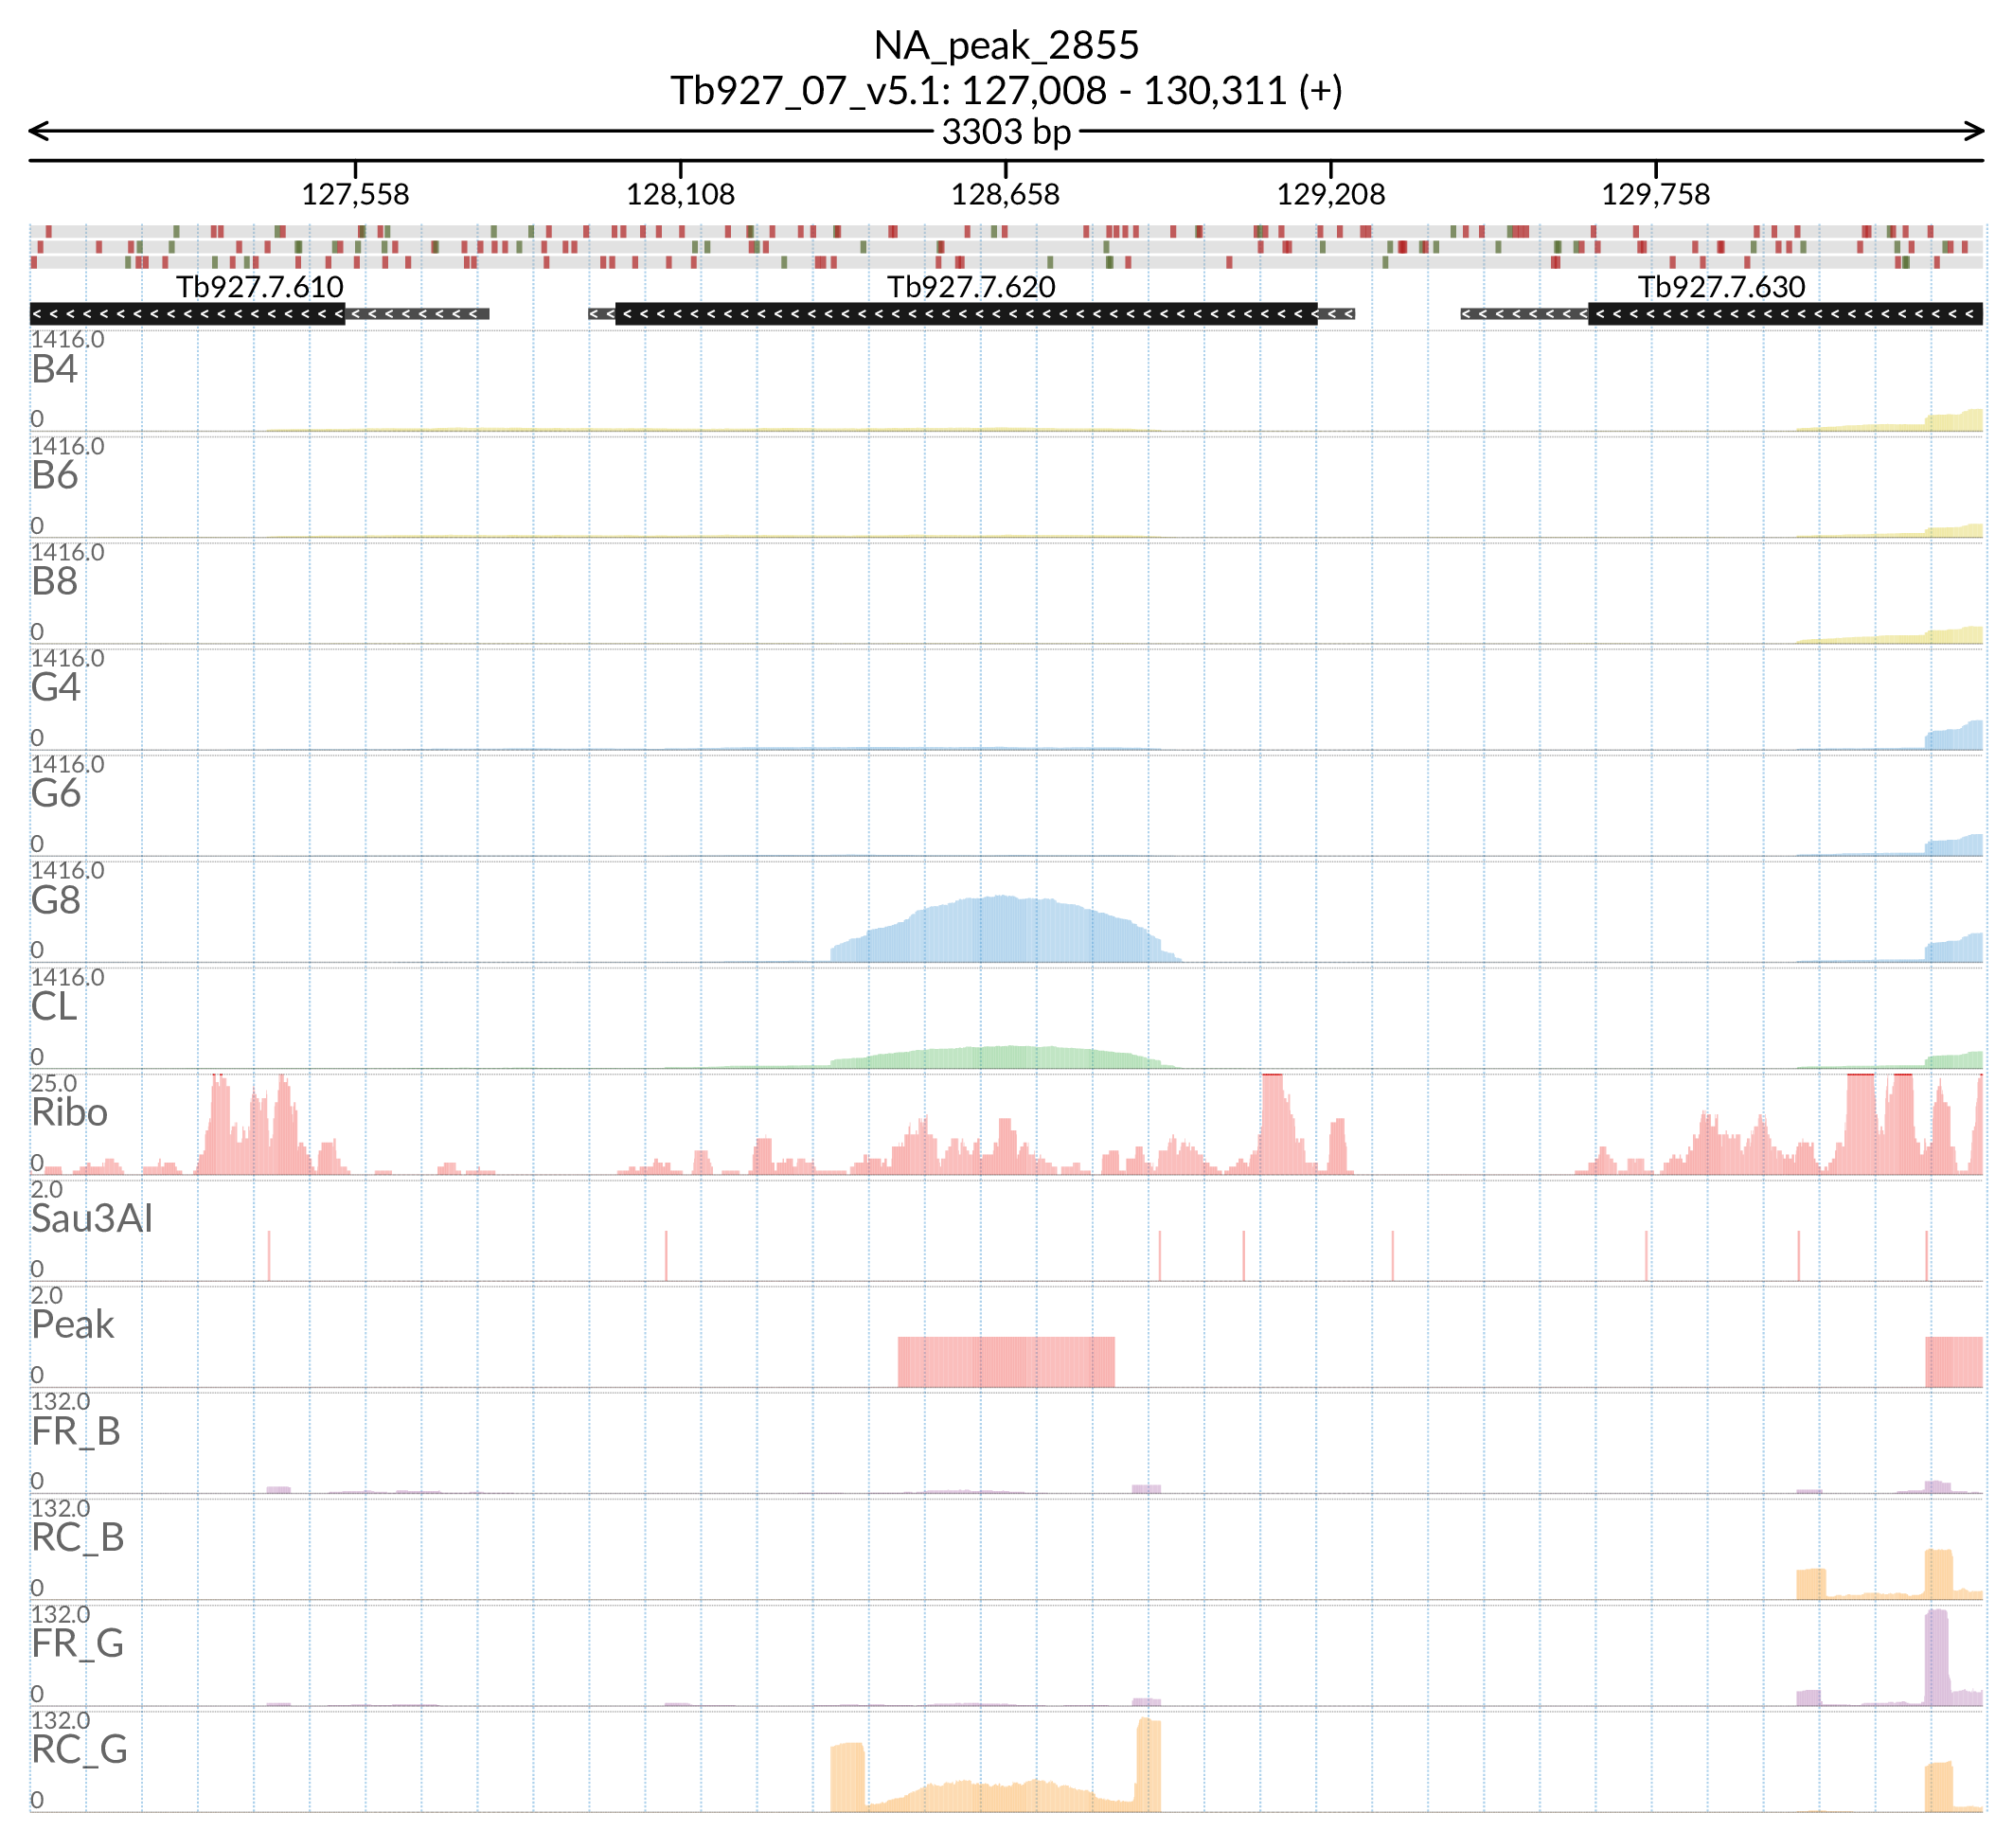 NA_peak_2855
Tb927_07_v5.1: 127,008 - 130,311 (+)
3303 bp
127,558 128,108 128,658 129,208 129,758
Tb927.7.610 Tb927.7.620 Tb927.7.630
1416.0
B4
0
1416.0
B6
0
1416.0
B8
0
1416.0
G4
0
1416.0
G6
0
1416.0
G8
0
1416.0
CL
0
25.0
Ribo
0
2.0
Sau3AI
0
2.0
Peak
0
132.0
FR_B
0
132.0
RC_B
0
132.0
FR_G
0
132.0
RC_G
0